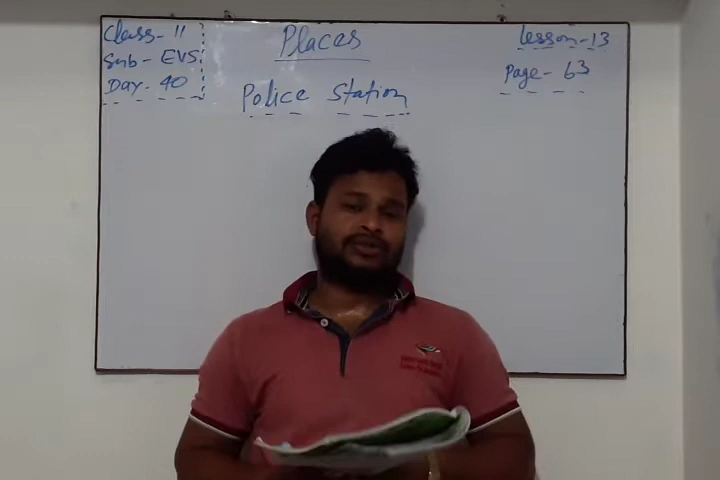 Class- II
Sub - EVS
Day- 40
Places
Police Station
Lesson-13
Page- 63